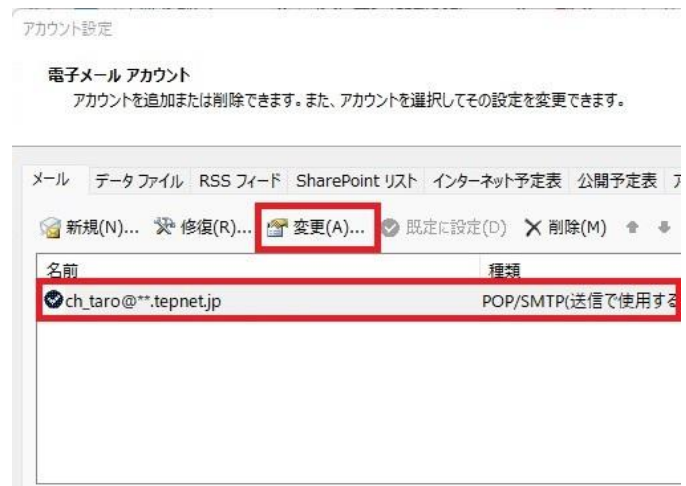 アカウント設定
電子メール アカウント
アカウントを追加または削除できます。また、アカウントを選択してその設定を変更できます。
メール データ ファイル RSS フィード SharePoint リスト インターネット予定表 公開予定表
新規(N)... 修復(R)... 変更(A)... 既定に設定(D) 削除(M)
名前 種類
ch_taro@**.tepnet.jp POP/SMTP(送信で使用する